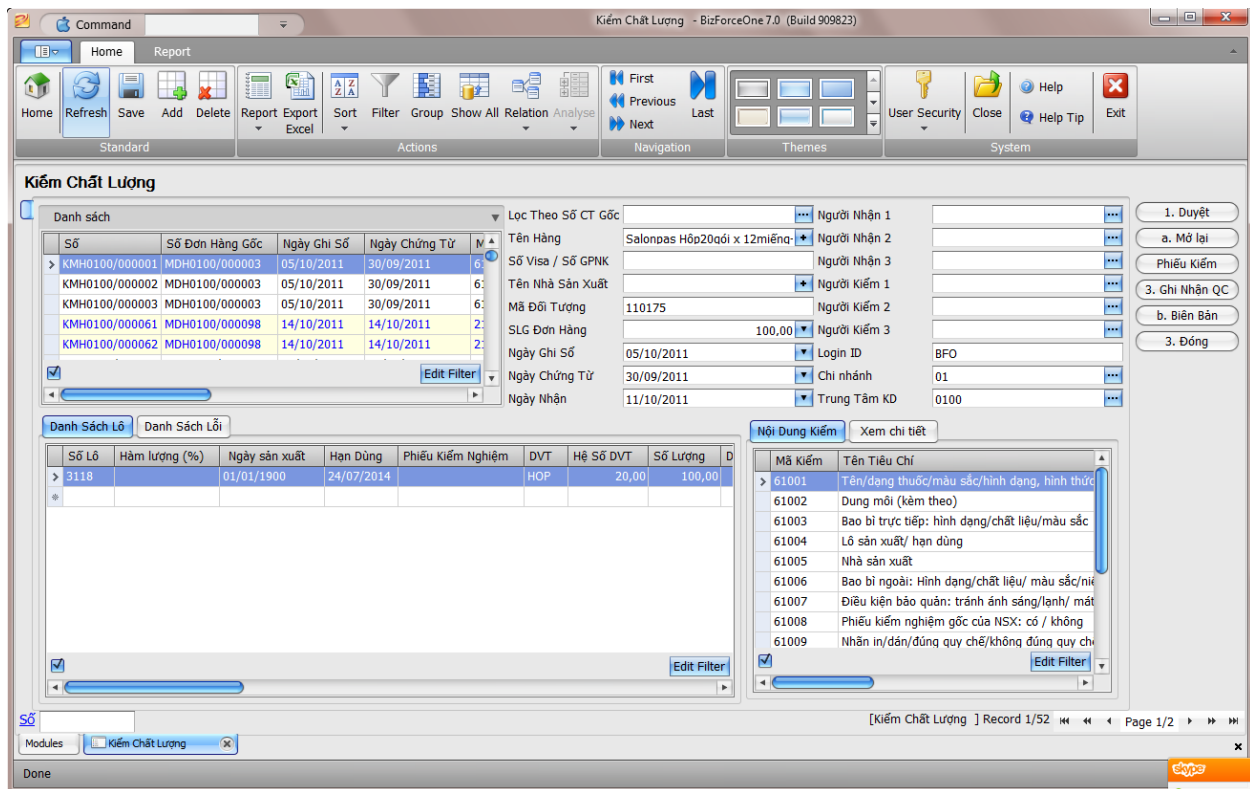 Command
Kiểm Chất Lượng - BizForceOne 7.0 (Build 909823)
Home Report
Home Refresh Save Add Delete Report Export Excel Sort Filter Group Show All Relation Analyse First Previous Next Last User Security Close Help Help Tip Exit
Standard Actions Navigation Themes System
Kiểm Chất Lượng
Danh sách
Số Số Đơn Hàng Gốc Ngày Ghi Sổ Ngày Chứng Từ
KMH0100/000001 MDH0100/000003 05/10/2011 30/09/2011
KMH0100/000002 MDH0100/000003 05/10/2011 30/09/2011
KMH0100/000003 MDH0100/000003 05/10/2011 30/09/2011
KMH0100/000061 MDH0100/000098 14/10/2011 14/10/2011
KMH0100/000062 MDH0100/000098 14/10/2011 14/10/2011
Edit Filter
Lọc Theo Số CT Gốc
Tên Hàng Salonpas Hộp20gói x 12miếng-
Số Visa / Số GPNK
Tên Nhà Sản Xuất
Mã Đối Tượng 110175
SLG Đơn Hàng 100,00
Ngày Ghi Sổ 05/10/2011
Ngày Chứng Từ 30/09/2011
Ngày Nhận 11/10/2011
Người Nhận 1
Người Nhận 2
Người Nhận 3
Người Kiểm 1
Người Kiểm 2
Người Kiểm 3
Login ID BFO
Chi nhánh 01
Trung Tâm KD 0100
1. Duyệt
a. Mở lại
Phiếu Kiểm
3. Ghi Nhận QC
b. Biên Bản
3. Đóng
Danh Sách Lô Danh Sách Lỗi
Số Lô Hàm lượng (%) Ngày sản xuất Hạn Dùng Phiếu Kiểm Nghiệm DVT Hệ Số DVT Số Lượng D
3118 01/01/1900 24/07/2014 HOP 20,00 100,00
Edit Filter
Nội Dung Kiểm Xem chi tiết
Mã Kiểm Tên Tiêu Chí
61001 Tên/dạng thuốc/màu sắc/hình dạng, hình thức
61002 Dung môi (kèm theo)
61003 Bao bì trực tiếp: hình dạng/chất liệu/màu sắc
61004 Lô sản xuất/ hạn dùng
61005 Nhà sản xuất
61006 Bao bì ngoài: Hình dạng/chất liệu/ màu sắc/niê
61007 Điều kiện bảo quản: tránh ánh sáng/lạnh/ mát
61008 Phiếu kiểm nghiệm gốc của NSX: có / không
61009 Nhãn in/dán/đúng quy chế/không đúng quy chế
Edit Filter
Số
[Kiểm Chất Lượng ] Record 1/52 Page 1/2
Modules Kiểm Chất Lượng
Done
skype